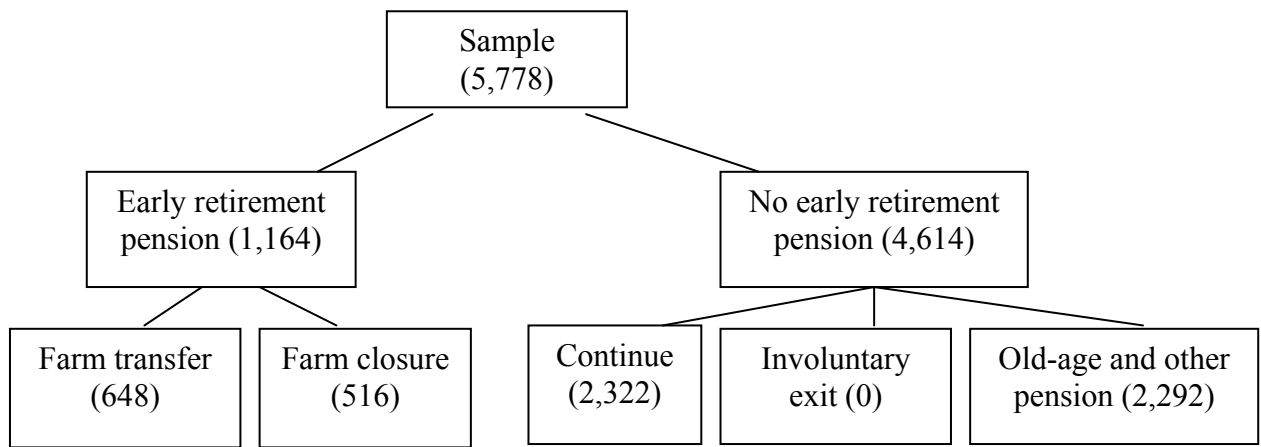 Sample
(5,778)
Early retirement
pension (1,164)
No early retirement
pension (4,614)
Farm transfer
(648)
Farm closure
(516)
Continue
(2,322)
Involuntary
exit (0)
Old-age and other
pension (2,292)